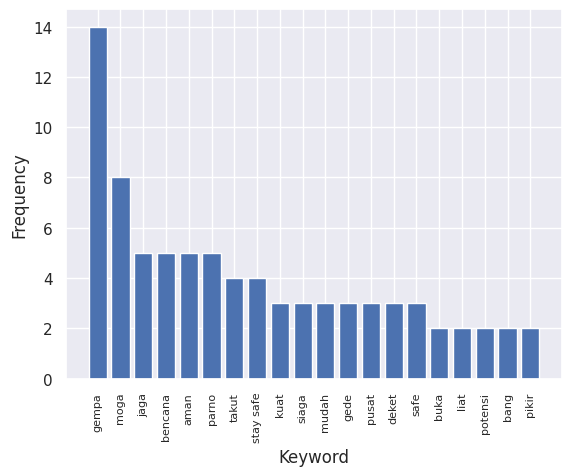 14
12
10
8
6
4
2
0
Frequency
gempa
moga
jaga
bencana
aman
parno
takut
stay safe
kuat
siaga
mudah
gede
pusat
deket
safe
buka
liat
potensi
bang
pikir
Keyword